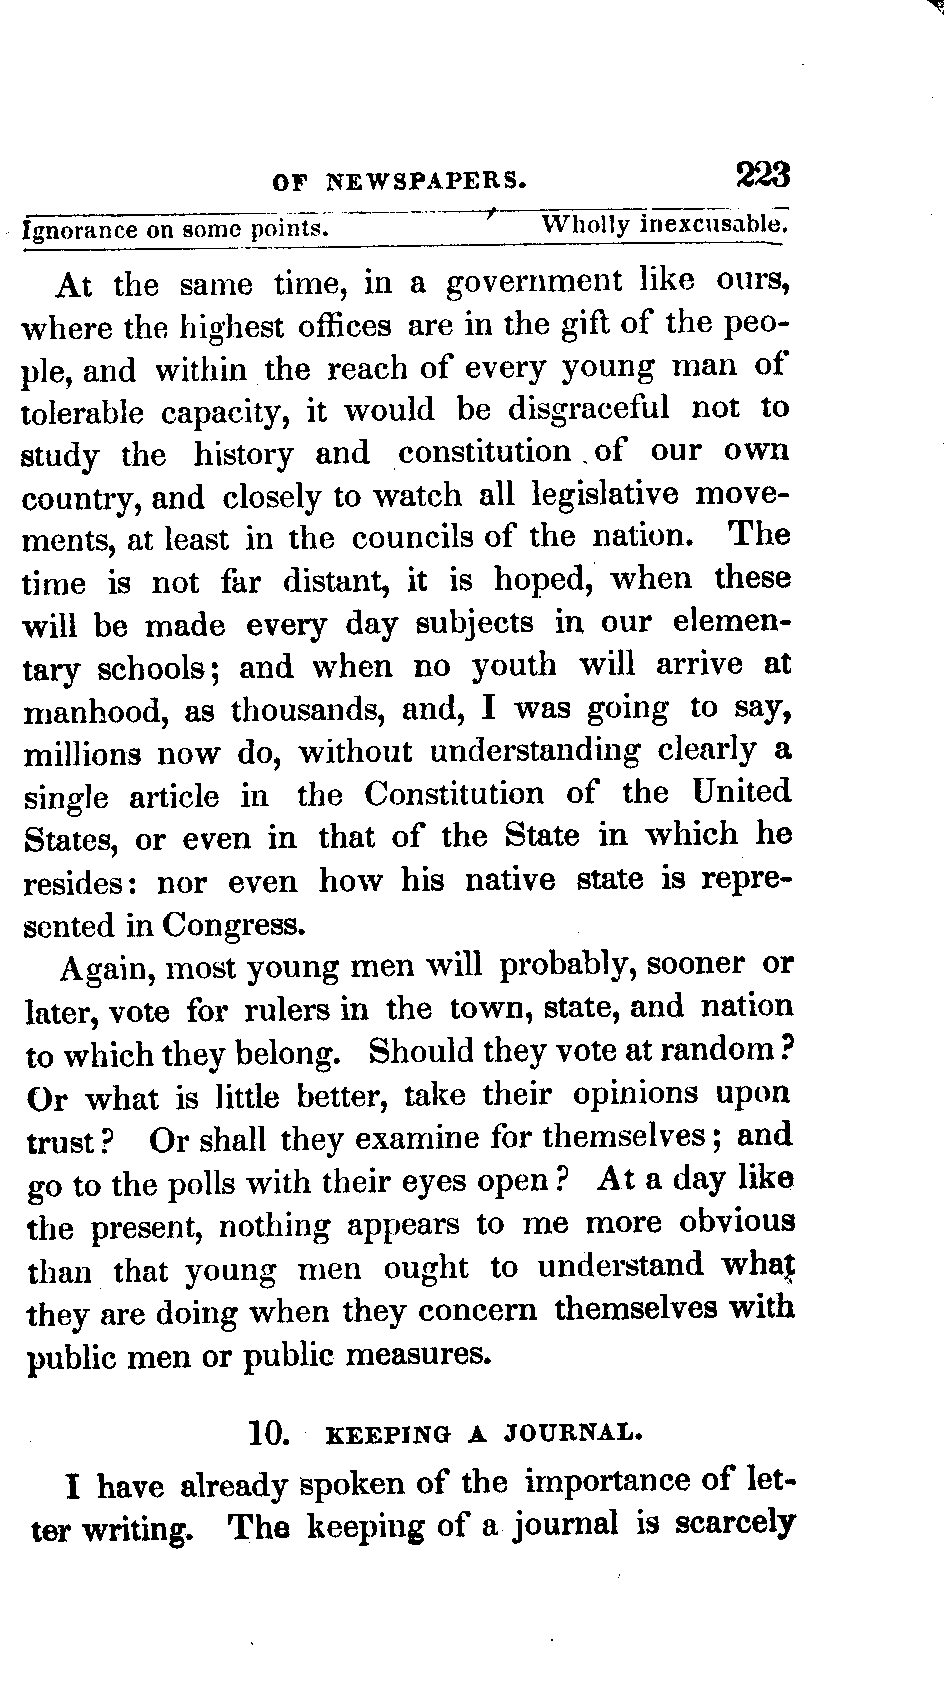 OF NEWSPAPERS. 223
Ignorance on some points. Wholly inexcusable.
At the same time, in a government like ours,
where the highest offices are in the gift of the peo-
ple, and within the reach of every young man of
tolerable capacity, it would be disgraceful not to
study the history and constitution of our own
country, and closely to watch all legislative move-
ments, at least in the councils of the nation. The
time is not far distant, it is hoped, when these
will be made every day subjects in our elemen-
tary schools; and when no youth will arrive at
manhood, as thousands, and, I was going to say,
millions now do, without understanding clearly a
single article in the Constitution of the United
States, or even in that of the State in which he
resides: nor even how his native state is repre-
sented in Congress.
Again, most young men will probably, sooner or
later, vote for rulers in the town, state, and nation
to which they belong. Should they vote at random?
Or what is little better, take their opinions upon
trust? Or shall they examine for themselves; and
go to the polls with their eyes open? At a day like
the present, nothing appears to me more obvious
than that young men ought to understand what
they are doing when they concern themselves with
public men or public measures.
10. KEEPING A JOURNAL.
I have already spoken of the importance of let-
ter writing. The keeping of a journal is scarcely